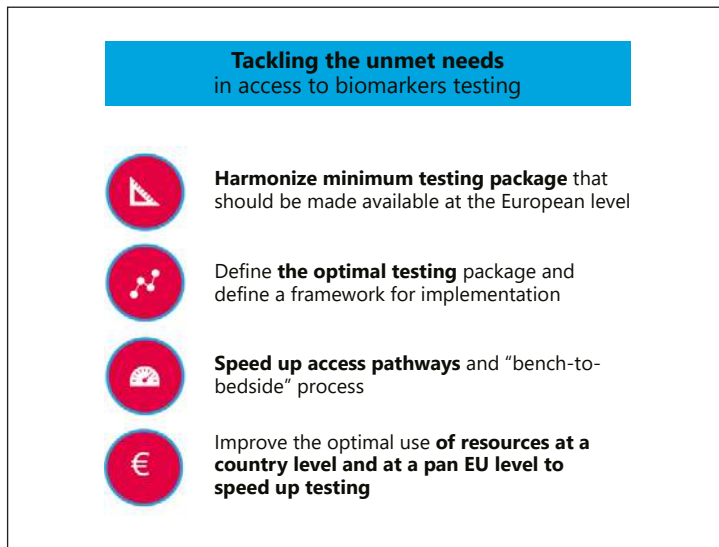 Tackling the unmet needs
in access to biomarkers testing
Harmonize minimum testing package that
should be made available at the European level
Define the optimal testing package and
define a framework for implementation
Speed up access pathways and “bench-to-
bedside” process
€
Improve the optimal use of resources at a
country level and at a pan EU level to
speed up testing